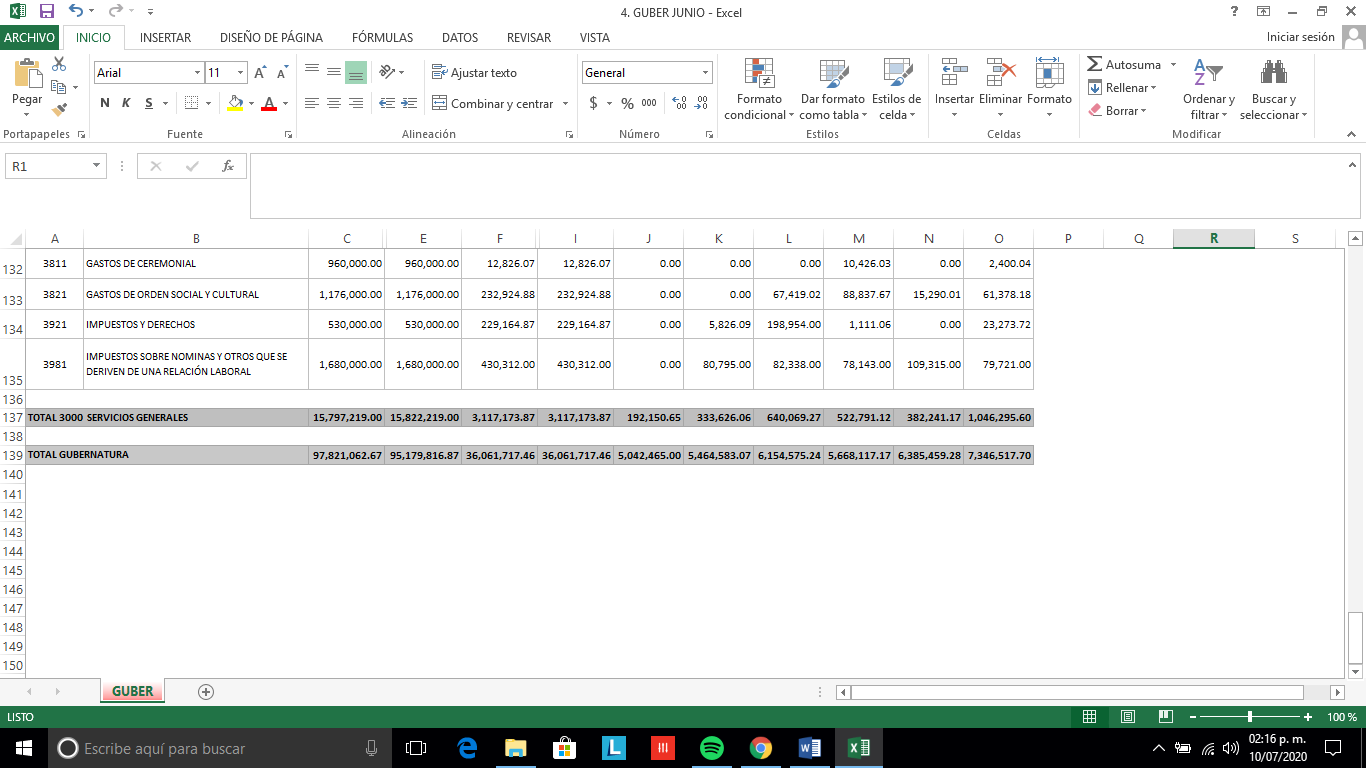 4. GUBER JUNIO - Excel
ARCHIVO INICIO INSERTAR DISEÑO DE PÁGINA FÓRMULAS DATOS REVISAR VISTA Iniciar sesión
Pegar
Portapapeles
Arial 11
N K S
A A
Fuente
Ajustar texto
Combinar y centrar
Alineación
General
$ % 000
Número
Formato condicional
Dar formato como tabla
Estilos de celda
Estilos
Insertar Eliminar Formato
Celdas
Autosuma
Rellenar
Borrar
Ordenar y filtrar
Buscar y seleccionar
Modificar
R1 fx
A B C E F I J K L M N O P Q R S
132 3811 GASTOS DE CEREMONIAL 960,000.00 960,000.00 12,826.07 12,826.07 0.00 0.00 0.00 10,426.03 0.00 2,400.04
133 3821 GASTOS DE ORDEN SOCIAL Y CULTURAL 1,176,000.00 1,176,000.00 232,924.88 232,924.88 0.00 0.00 67,419.02 88,837.67 15,290.01 61,378.18
134 3921 IMPUESTOS Y DERECHOS 530,000.00 530,000.00 229,164.87 229,164.87 0.00 5,826.09 198,954.00 1,111.06 0.00 23,273.72
135 3981 IMPUESTOS SOBRE NOMINAS Y OTROS QUE SE
DERIVEN DE UNA RELACIÓN LABORAL 1,680,000.00 1,680,000.00 430,312.00 430,312.00 0.00 80,795.00 82,338.00 78,143.00 109,315.00 79,721.00
136
137 TOTAL 3000 SERVICIOS GENERALES 15,797,219.00 15,822,219.00 3,117,173.87 3,117,173.87 192,150.65 333,626.06 640,069.27 522,791.12 382,241.17 1,046,295.60
138
139 TOTAL GUBERNATURA 97,821,062.67 95,179,816.87 36,061,717.46 36,061,717.46 5,042,465.00 5,464,583.07 6,154,575.24 5,668,117.17 6,385,459.28 7,346,517.70
140
141
142
143
144
145
146
147
148
149
150
GUBER
LISTO 100 %
Escribe aquí para buscar
02:16 p. m.
10/07/2020